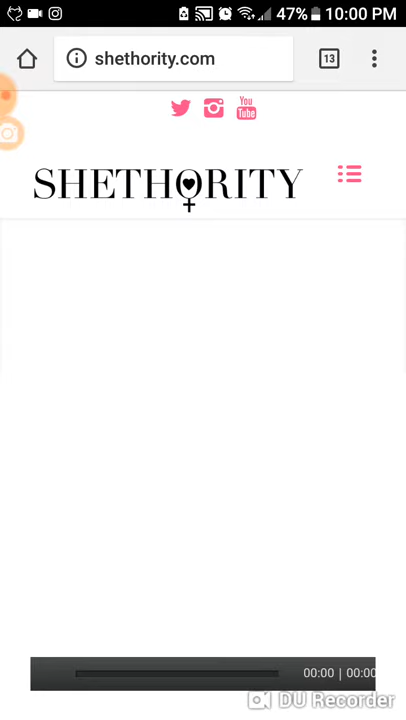 47% 10:00 PM
shethority.com
13
You
Tube
SHETHORITY
00:00 | 00:00
DU Recorder